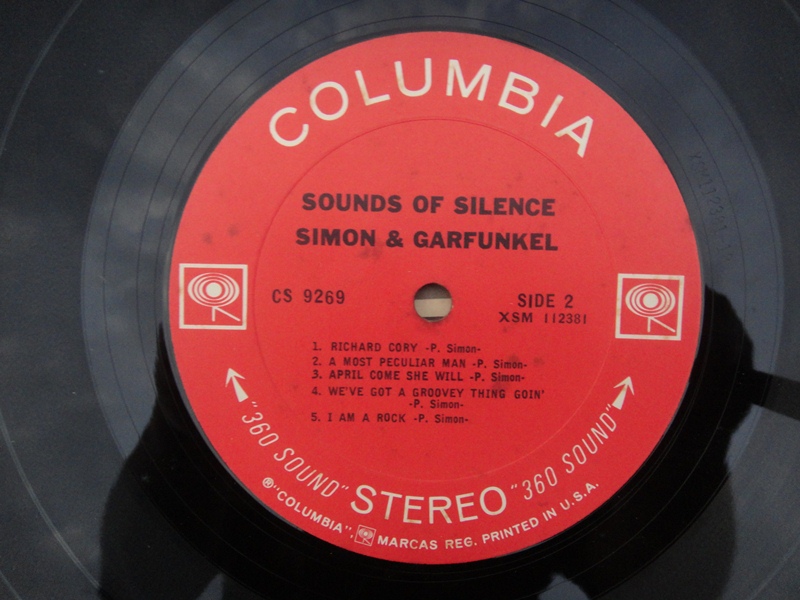 COLUMBIA
SOUNDS OF SILENCE
SIMON & GARFUNKEL
CS 9269
SIDE 2
XSM 112381
1. RICHARD CORY -P. Simon-
2. A MOST PECULIAR MAN -P. Simon-
3. APRIL COME SHE WILL -P. Simon-
4. WE'VE GOT A GROOVEY THING GOIN'
-P. Simon-
5. I AM A ROCK -P. Simon-
"360 SOUND" STEREO "360 SOUND"
®"COLUMBIA", MARCAS REG. PRINTED IN U.S.A.